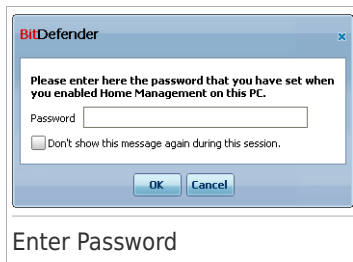 BitDefender
Please enter here the password that you have set when
you enabled Home Management on this PC.
Password
Don't show this message again during this session.
OK Cancel
Enter Password